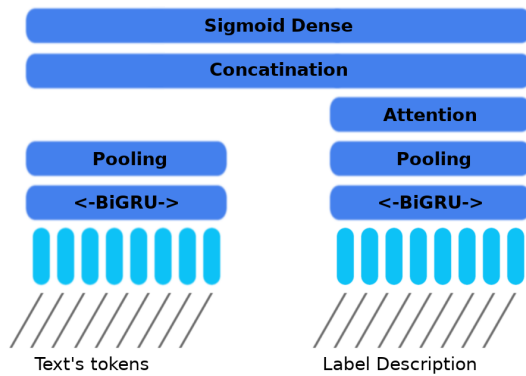 Sigmoid Dense
Concatination
Attention
Pooling
Pooling
<-BiGRU->
<-BiGRU->
Text's tokens
Label Description